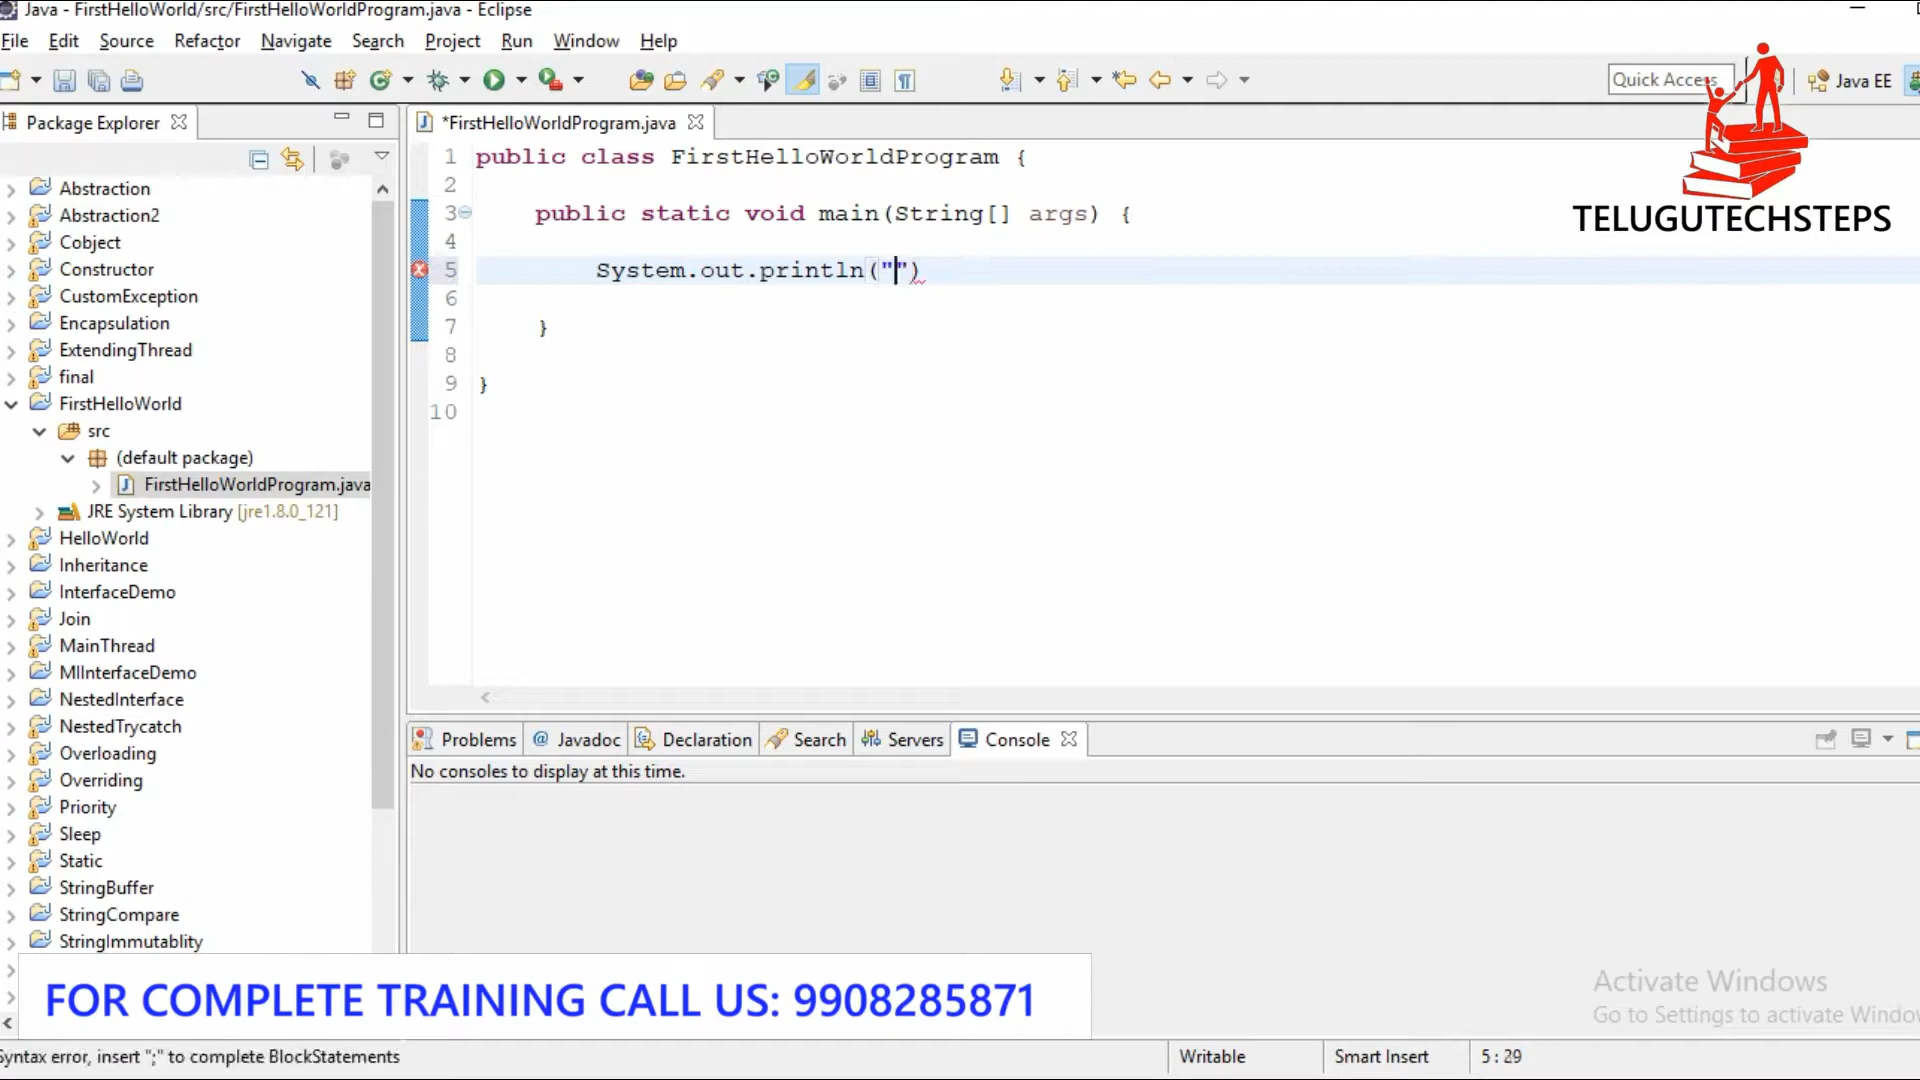 Java - FirstHelloWorld/src/FirstHelloWorldProgram.java - Eclipse
File Edit Source Refactor Navigate Search Project Run Window Help
Quick Access
Java EE
TELUGUTECHSTEPS
Package Explorer
*FirstHelloWorldProgram.java
Abstraction
Abstraction2
Cobject
Constructor
CustomException
Encapsulation
ExtendingThread
final
FirstHelloWorld
src
(default package)
FirstHelloWorldProgram.java
JRE System Library [jre1.8.0_121]
HelloWorld
Inheritance
InterfaceDemo
Join
MainThread
MIInterfaceDemo
NestedInterface
NestedTrycatch
Overloading
Overriding
Priority
Sleep
Static
StringBuffer
StringCompare
StringImmutablity
1 public class FirstHelloWorldProgram {
2
3 public static void main(String[] args) {
4
5 System.out.println("")
6
7 }
8
9 }
10
Problems @ Javadoc Declaration Search Servers Console
No consoles to display at this time.
FOR COMPLETE TRAINING CALL US: 9908285871
Activate Windows
Go to Settings to activate Windo
Syntax error, insert ";" to complete BlockStatements
Writable Smart Insert 5 : 29